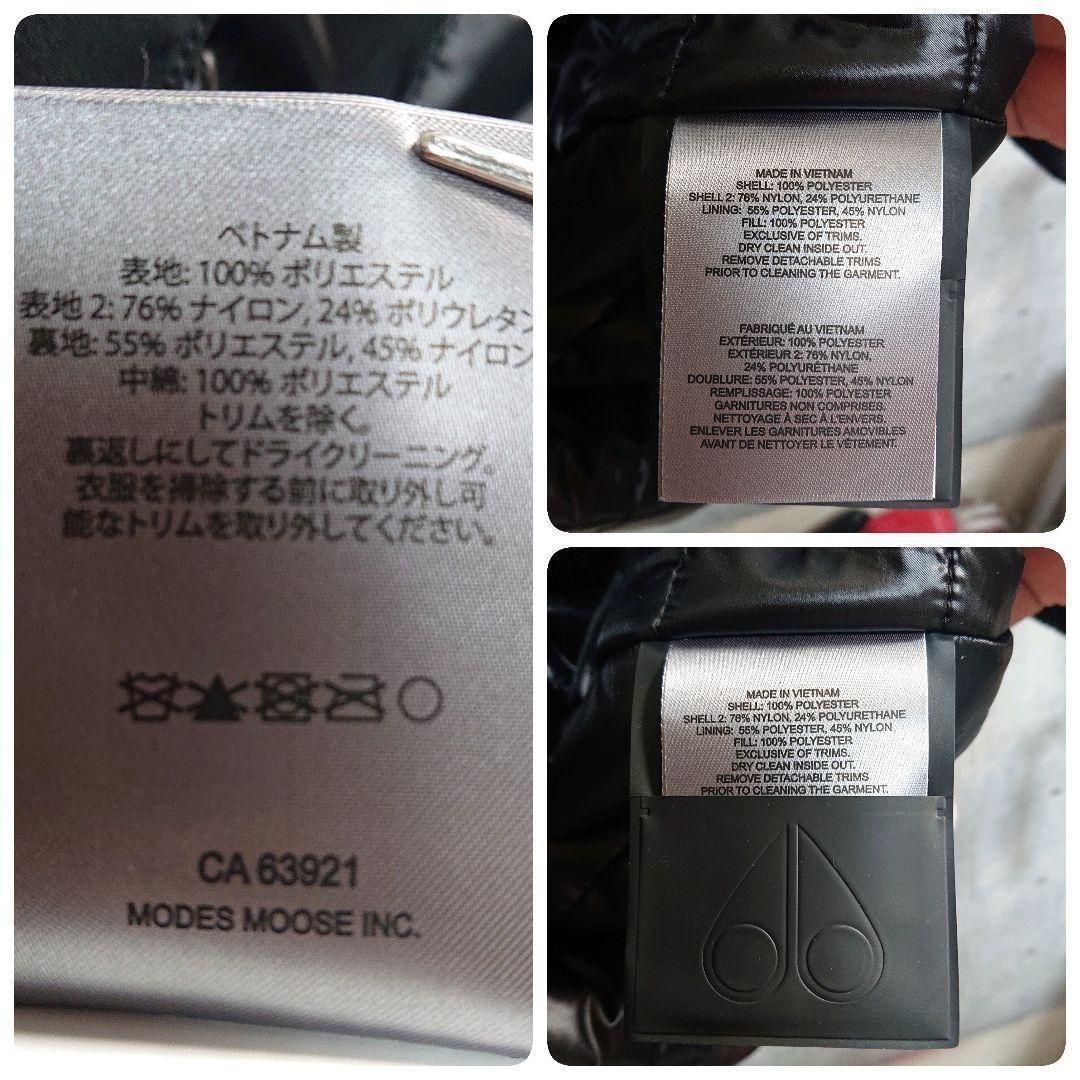 ベトナム製
表地: 100% ポリエステル
表地 2: 76% ナイロン, 24% ポリウレタン
裏地: 55% ポリエステル, 45% ナイロン
中綿: 100% ポリエステル
トリムを除く。
裏返しにしてドライクリーニング。
衣服を掃除する前に取り外し可
能なトリムを取り外してください。
CA 63921
MODES MOOSE INC.
MADE IN VIETNAM
SHELL: 100% POLYESTER
SHELL 2: 76% NYLON, 24% POLYURETHANE
LINING: 55% POLYESTER, 45% NYLON
FILL: 100% POLYESTER
EXCLUSIVE OF TRIMS.
DRY CLEAN INSIDE OUT.
REMOVE DETACHABLE TRIMS
PRIOR TO CLEANING THE GARMENT.
FABRIQUÉ AU VIETNAM
EXTÉRIEUR: 100% POLYESTER
EXTÉRIEUR 2: 76% NYLON,
24% POLYURÉTHANE
DOUBLURE: 55% POLYESTER, 45% NYLON
REMPLISSAGE: 100% POLYESTER
GARNITURES NON COMPRISES.
NETTOYAGE À SEC À L'ENVERS.
ENLEVER LES GARNITURES AMOVIBLES
AVANT DE NETTOYER LE VÊTEMENT.
MADE IN VIETNAM
SHELL: 100% POLYESTER
SHELL 2: 76% NYLON, 24% POLYURETHANE
LINING: 55% POLYESTER, 45% NYLON
FILL: 100% POLYESTER
EXCLUSIVE OF TRIMS.
DRY CLEAN INSIDE OUT.
REMOVE DETACHABLE TRIMS
PRIOR TO CLEANING THE GARMENT.